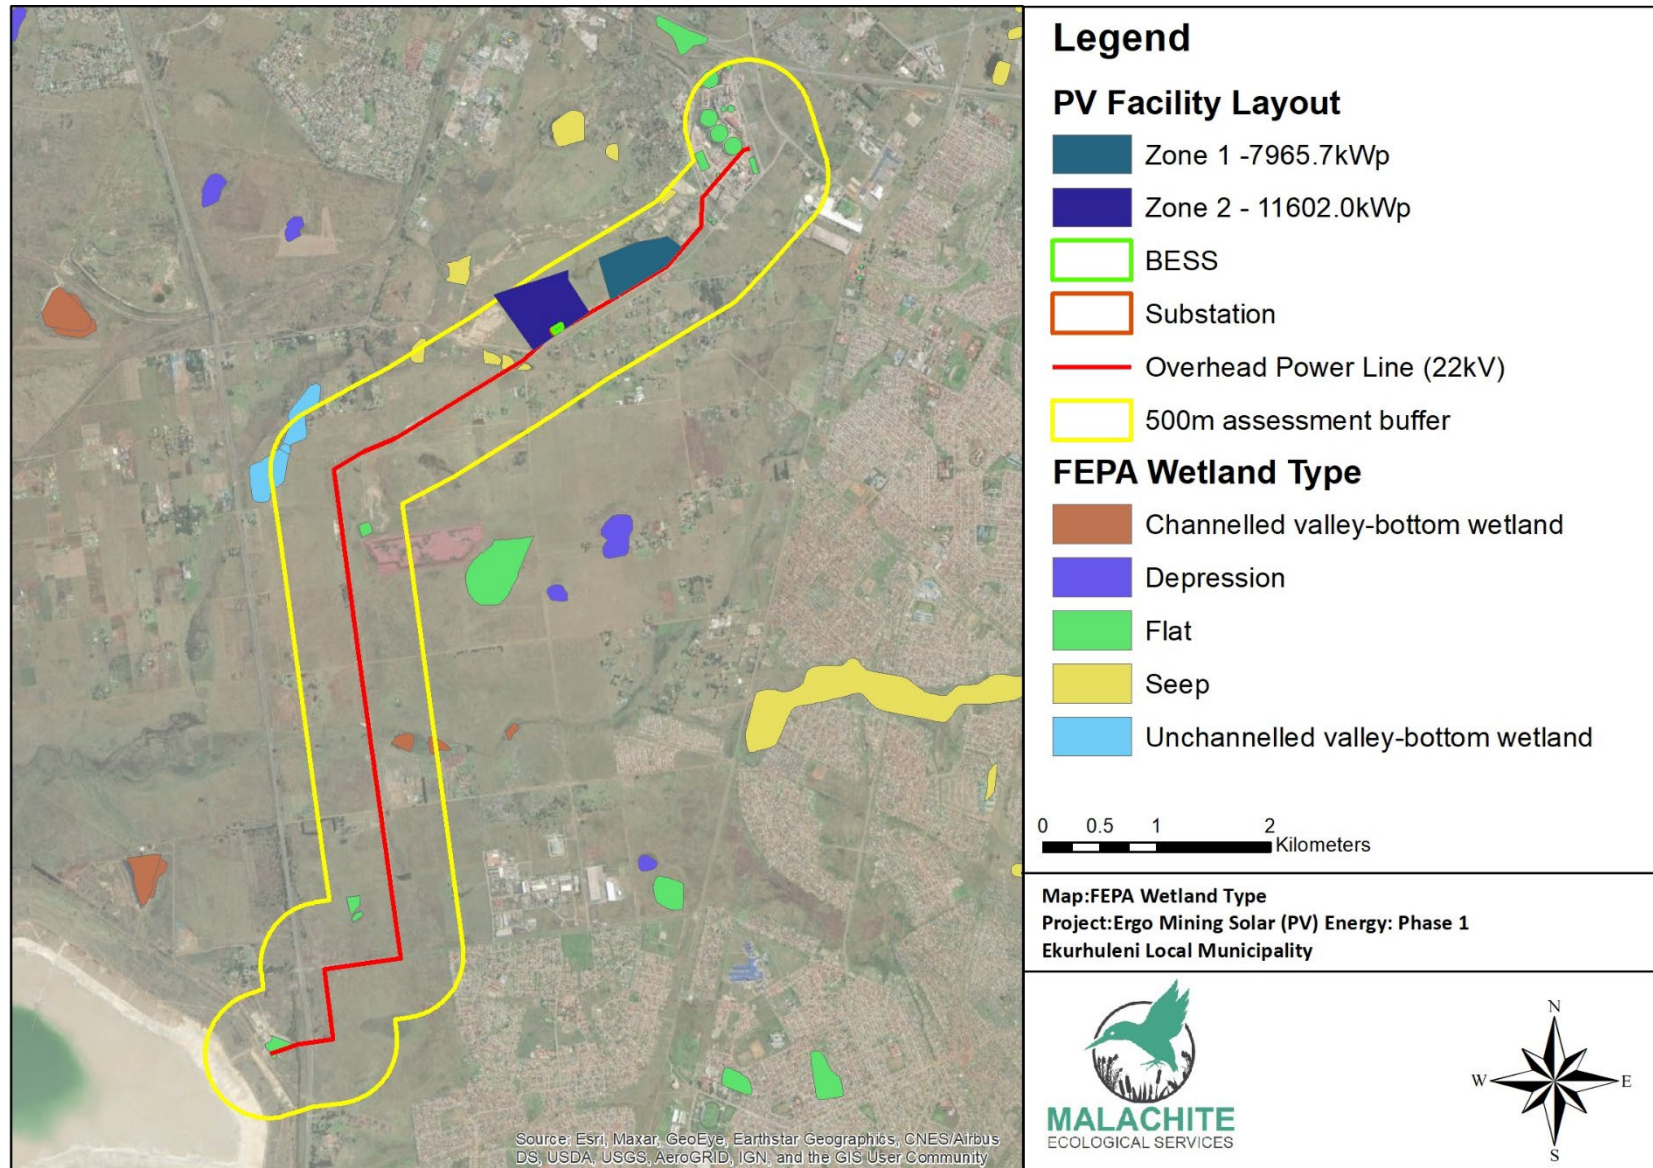 Legend
PV Facility Layout
Zone 1 -7965.7kWp
Zone 2 - 11602.0kWp
BESS
Substation
Overhead Power Line (22kV)
500m assessment buffer
FEPA Wetland Type
Channelled valley-bottom wetland
Depression
Flat
Seep
Unchannelled valley-bottom wetland
0 0.5 1 2
Kilometers
Map:FEPA Wetland Type
Project:Ergo Mining Solar (PV) Energy: Phase 1
Ekurhuleni Local Municipality
MALACHITE
ECOLOGICAL SERVICES
N
W E
S
Source: Esri, Maxar, GeoEye, Earthstar Geographics, CNES/Airbus
DS, USDA, USGS, AeroGRID, IGN, and the GIS User Community